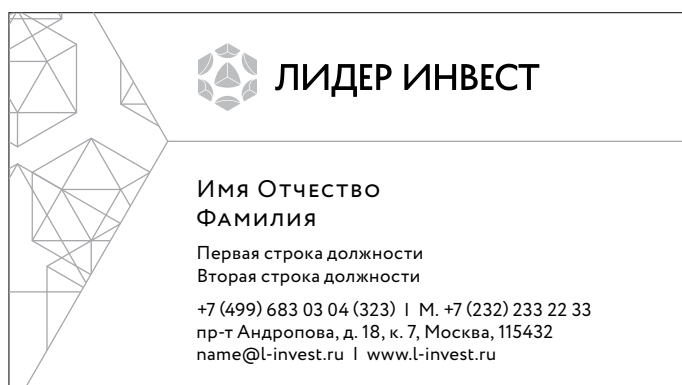 ЛИДЕР ИНВЕСТ
Имя Отчество
Фамилия
Первая строка должности
Вторая строка должности
+7 (499) 683 03 04 (323) I М. +7 (232) 233 22 33
пр-т Андропова, д. 18, к. 7, Москва, 115432
name@l-invest.ru I www.l-invest.ru